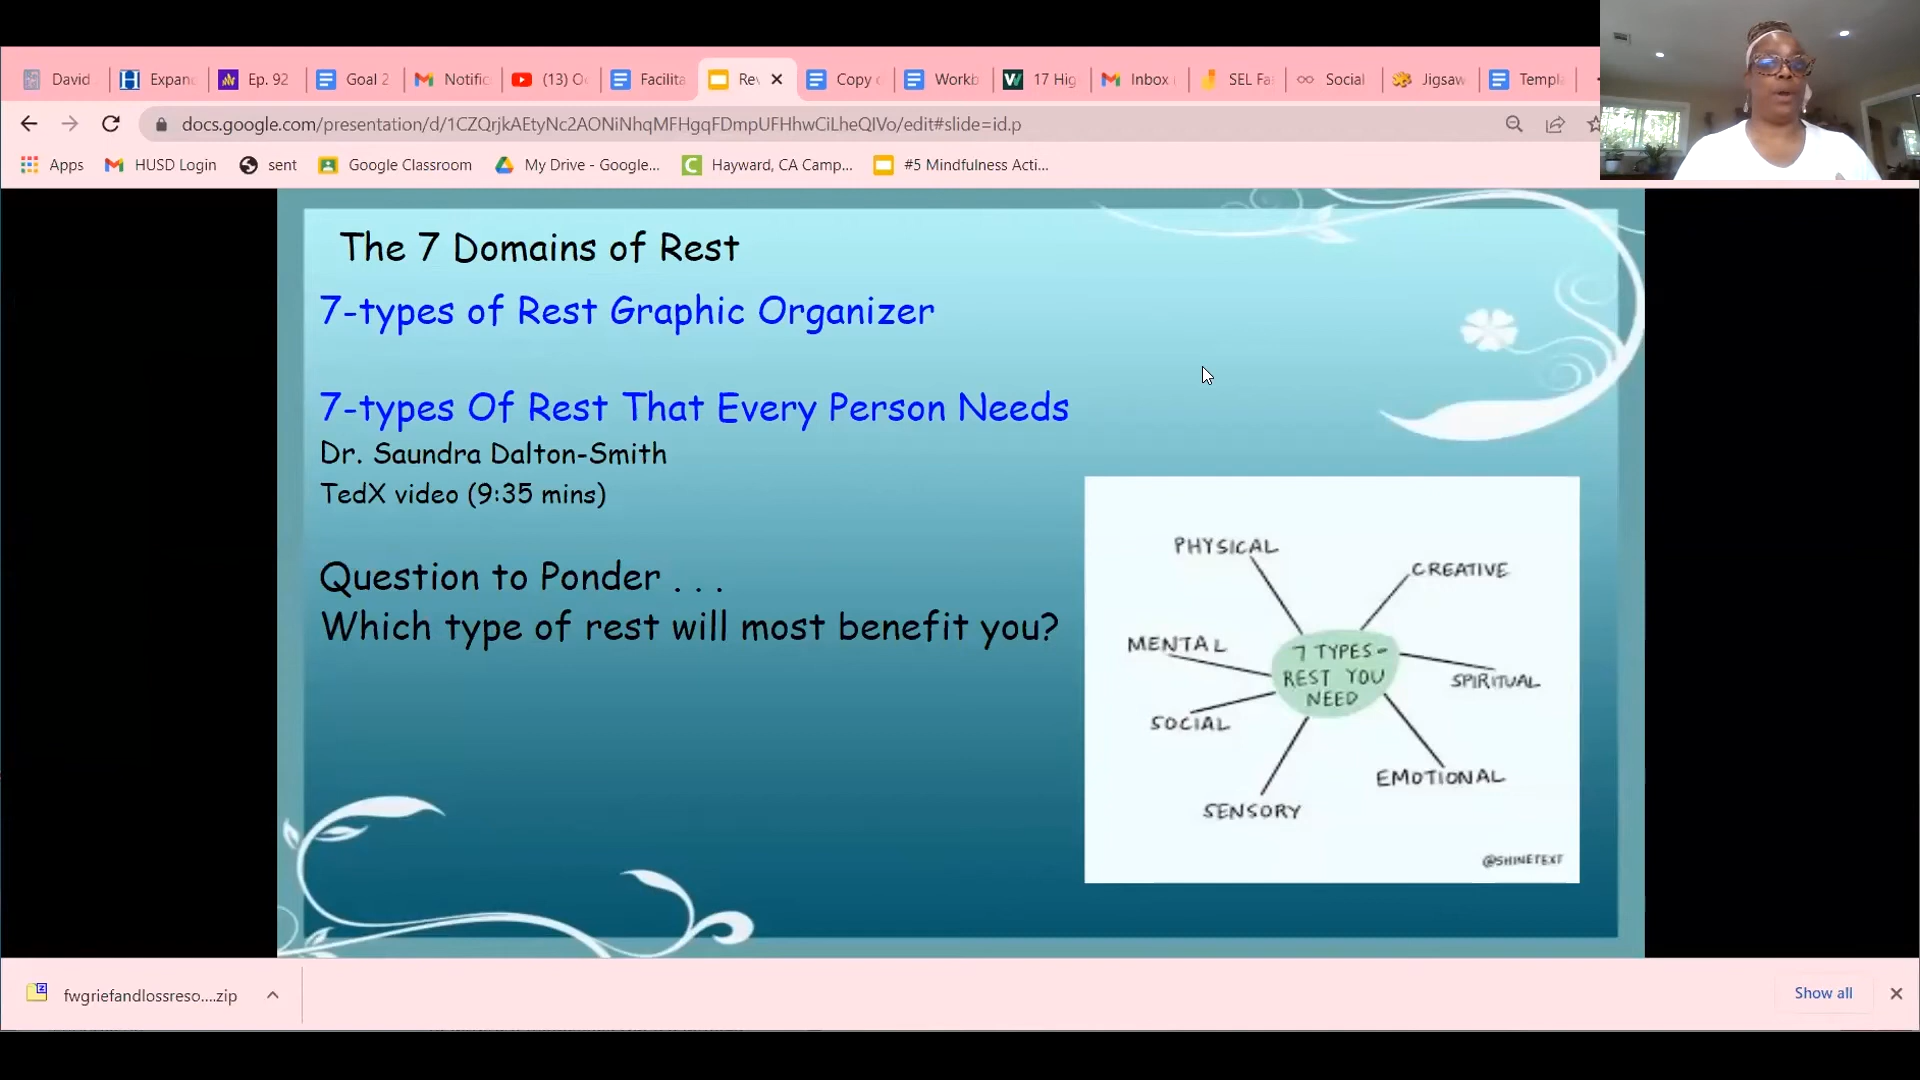 David
Expan
Ep. 92
Goal 2
Notific
(13) O
Facilita
Rev
Copy
Workb
17 Hig
Inbox
SEL Fa
Social
Jigsaw
Templ
docs.google.com/presentation/d/1CZQrjkAEtyNc2AONiNhqMFHgqFDmpUFHhwCiLheQIVo/edit#slide=id.p
Apps
HUSD Login
sent
Google Classroom
My Drive - Google...
Hayward, CA Camp...
#5 Mindfulness Acti...
The 7 Domains of Rest
7-types of Rest Graphic Organizer
7-types Of Rest That Every Person Needs
Dr. Saundra Dalton-Smith
TedX video (9:35 mins)
Question to Ponder . . .
Which type of rest will most benefit you?
PHYSICAL
CREATIVE
MENTAL
7 TYPES-
REST YOU
NEED
SPIRITUAL
SOCIAL
EMOTIONAL
SENSORY
@SHINETEXT
fwgriefandlossreso....zip
Show all